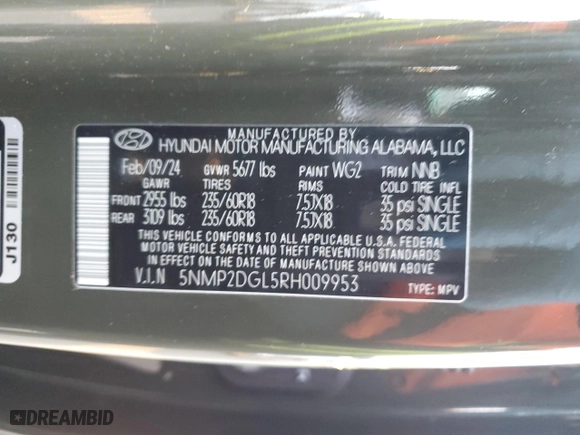 MANUFACTURED BY
HYUNDAI MOTOR MANUFACTURING ALABAMA, LLC
Feb/09/24 GVWR 5677 lbs PAINT WG2 TRIM NNB
GAWR TIRES RIMS COLD TIRE INFL
FRONT 2955 lbs 235/60R18 7.5JX18 35 psi SINGLE
REAR 3109 lbs 235/60R18 7.5JX18 35 psi SINGLE
THIS VEHICLE CONFORMS TO ALL APPLICABLE U.S.A. FEDERAL
MOTOR VEHICLE SAFETY AND THEFT PREVENTION STANDARDS
IN EFFECT ON THE DATE OF MANUFACTURE SHOWN ABOVE.
V.I.N 5NMP2DGL5RH009953
TYPE: MPV
J130
DREAMBID